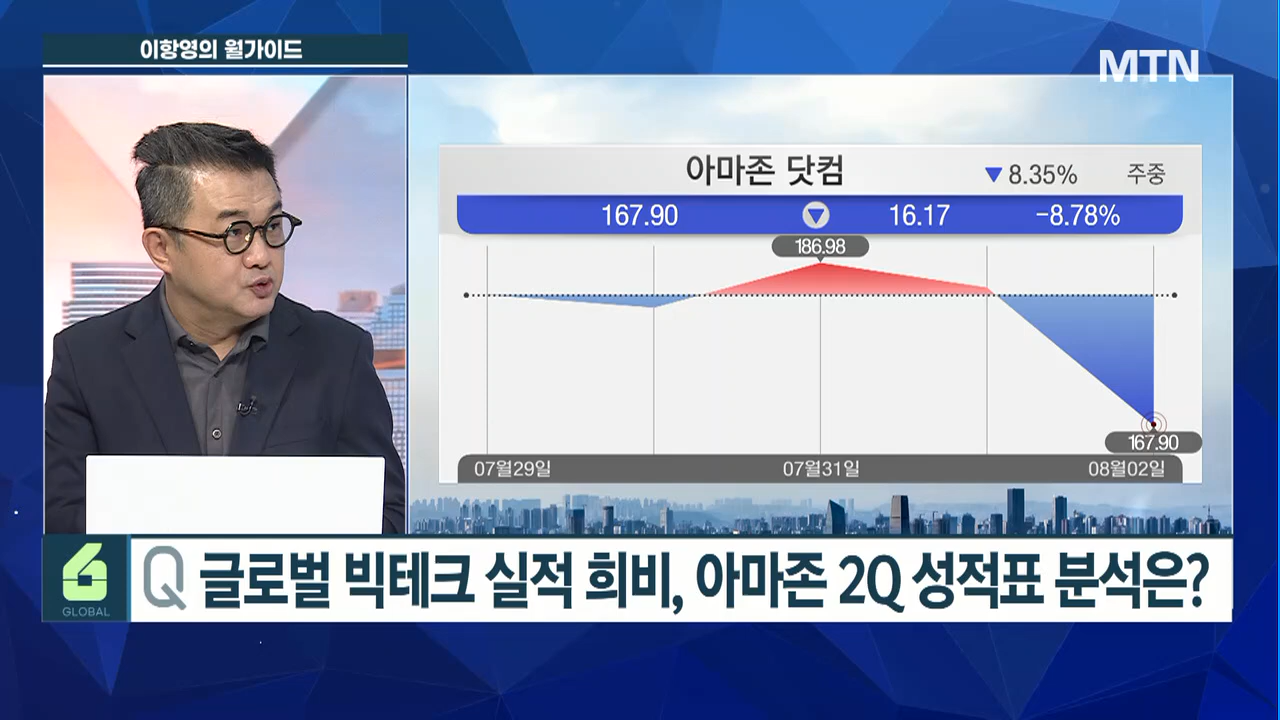 이항영의 월가이드
MTN
아마존 닷컴 ▼ 8.35% 주중
167.90 ▽ 16.17 -8.78%
186.98
167.90
07월29일 07월31일 08월02일
6 GLOBAL
Q 글로벌 빅테크 실적 희비, 아마존 2Q 성적표 분석은?